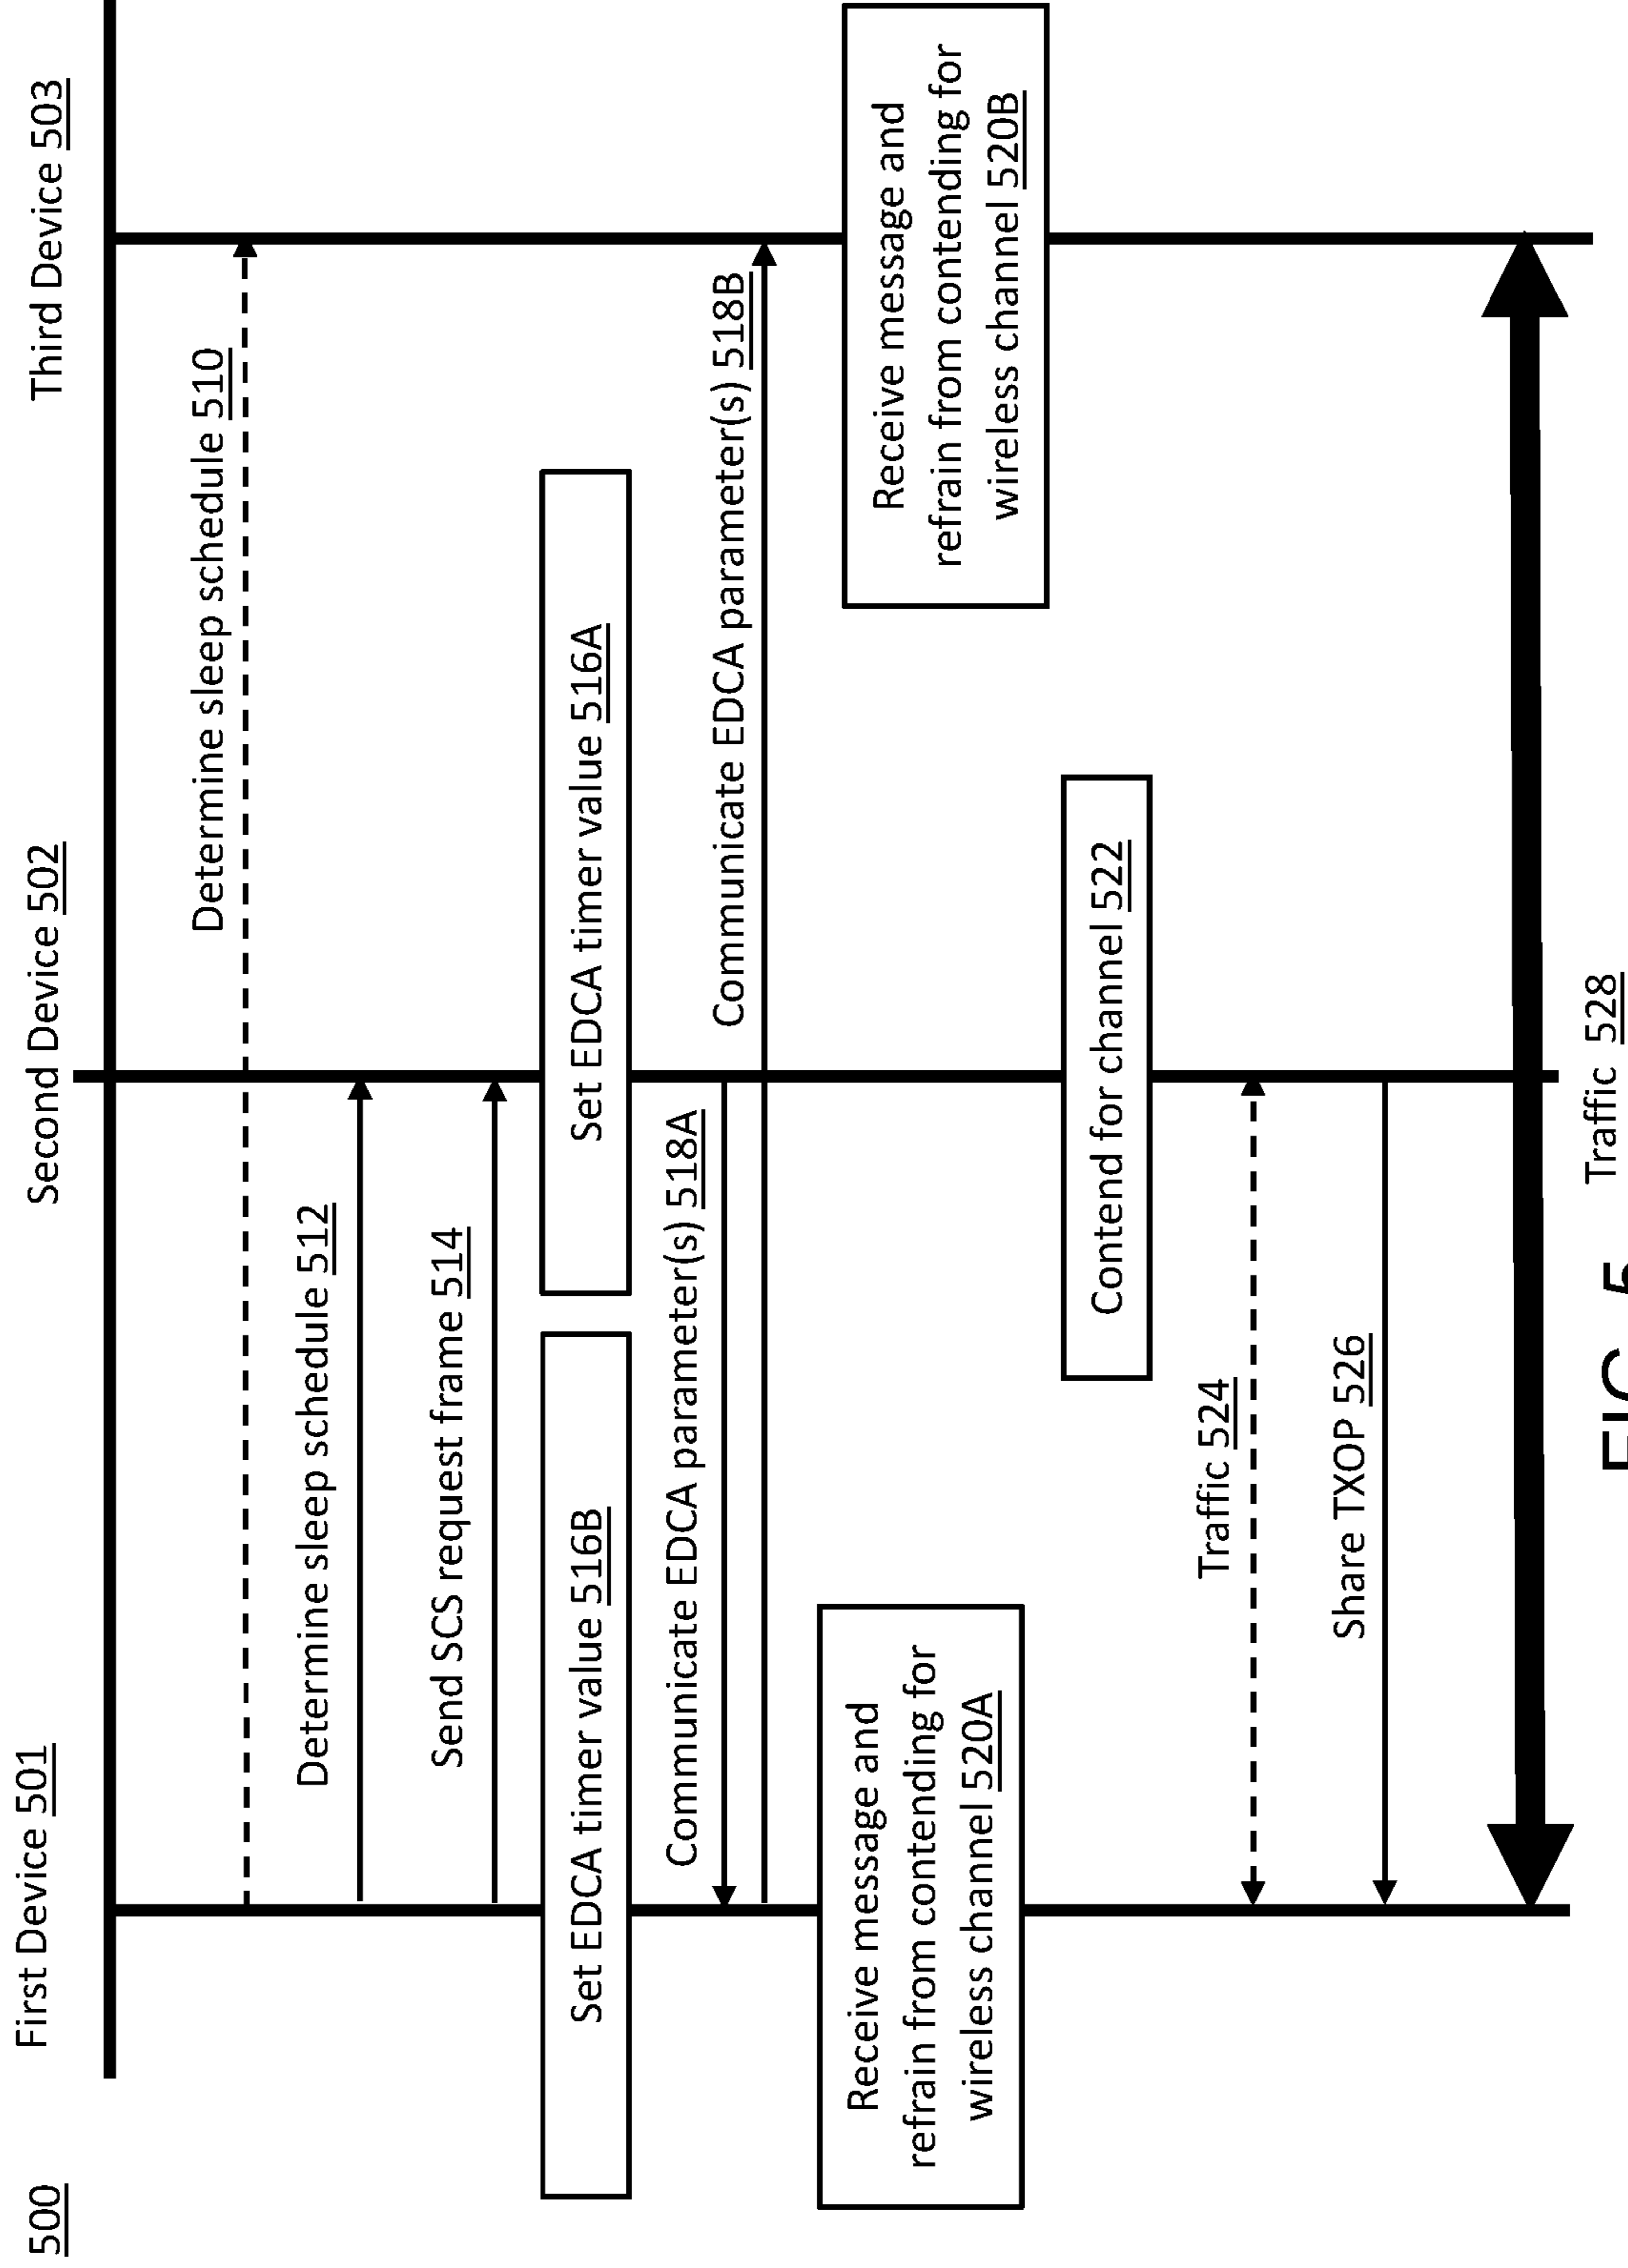 500
First Device 501
Second Device 502
Third Device 503
Determine sleep schedule 510
Determine sleep schedule 512
Send SCS request frame 514
Set EDCA timer value 516B
Set EDCA timer value 516A
Communicate EDCA parameter(s) 518A
Communicate EDCA parameter(s) 518B
Receive message and
refrain from contending for
wireless channel 520A
Receive message and
refrain from contending for
wireless channel 520B
Contend for channel 522
Traffic 524
Share TXOP 526
Traffic 528
FIG. 5